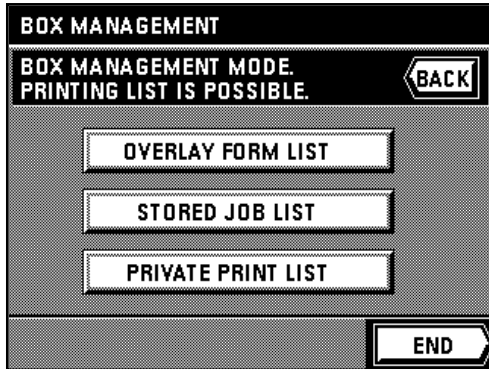 BOX MANAGEMENT
BOX MANAGEMENT MODE.
PRINTING LIST IS POSSIBLE.
BACK
OVERLAY FORM LIST
STORED JOB LIST
PRIVATE PRINT LIST
END